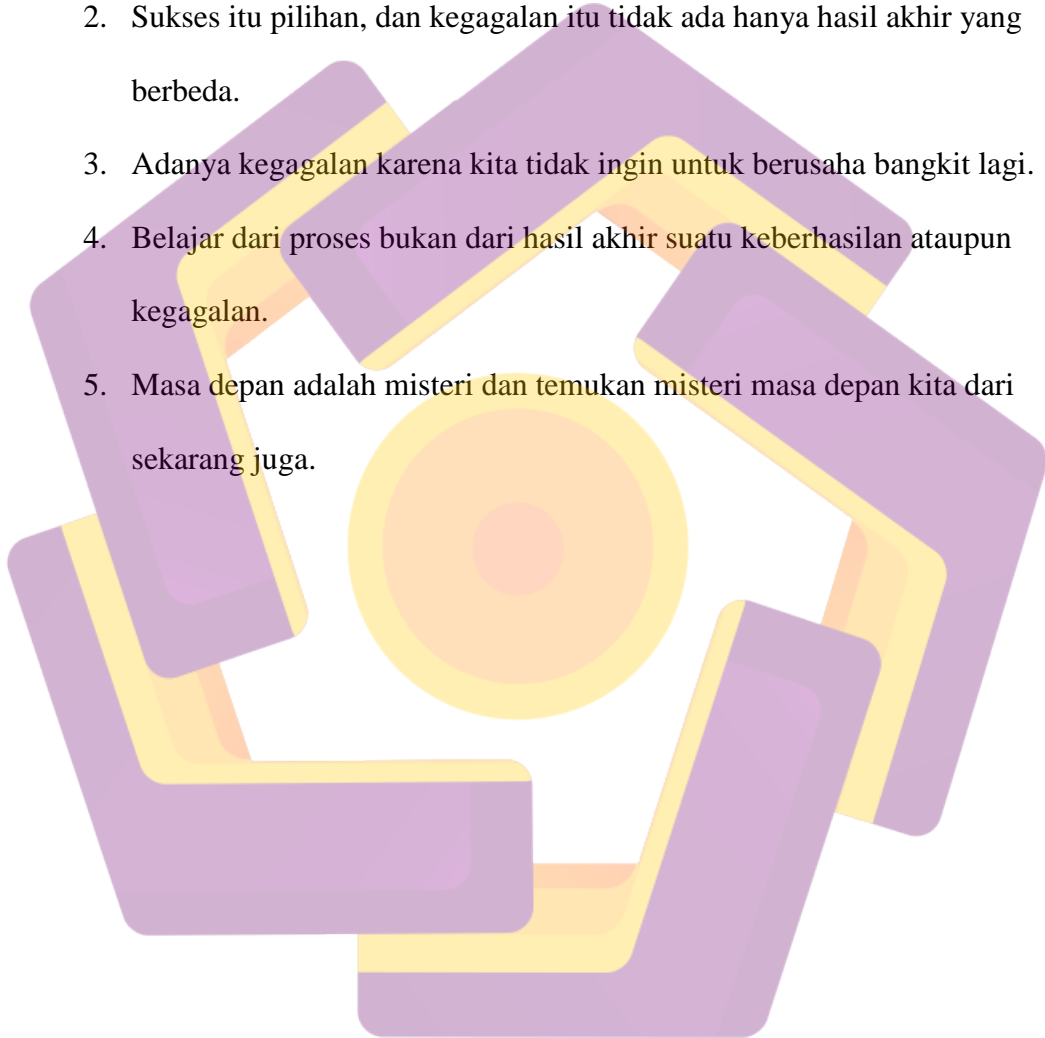 2. Sukses itu pilihan, dan kegagalan itu tidak ada hanya hasil akhir yang
berbeda.
3. Adanya kegagalan karena kita tidak ingin untuk berusaha bangkit lagi.
4. Belajar dari proses bukan dari hasil akhir suatu keberhasilan ataupun
kegagalan.
5. Masa depan adalah misteri dan temukan misteri masa depan kita dari
sekarang juga.